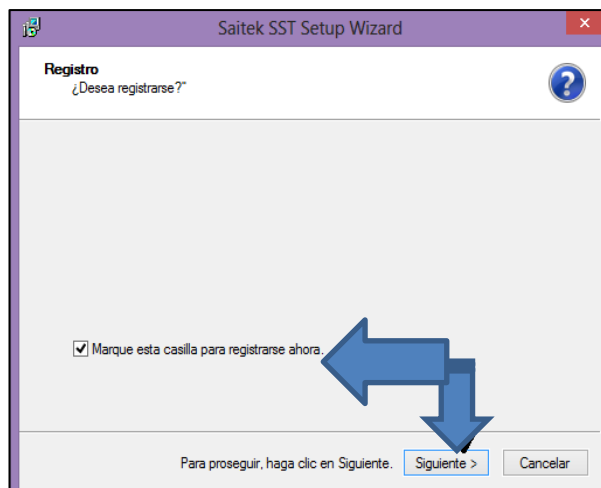 Saitek SST Setup Wizard
Registro
¿Desea registrarse?"
Marque esta casilla para registrarse ahora.
Para proseguir, haga clic en Siguiente.
Siguiente >
Cancelar